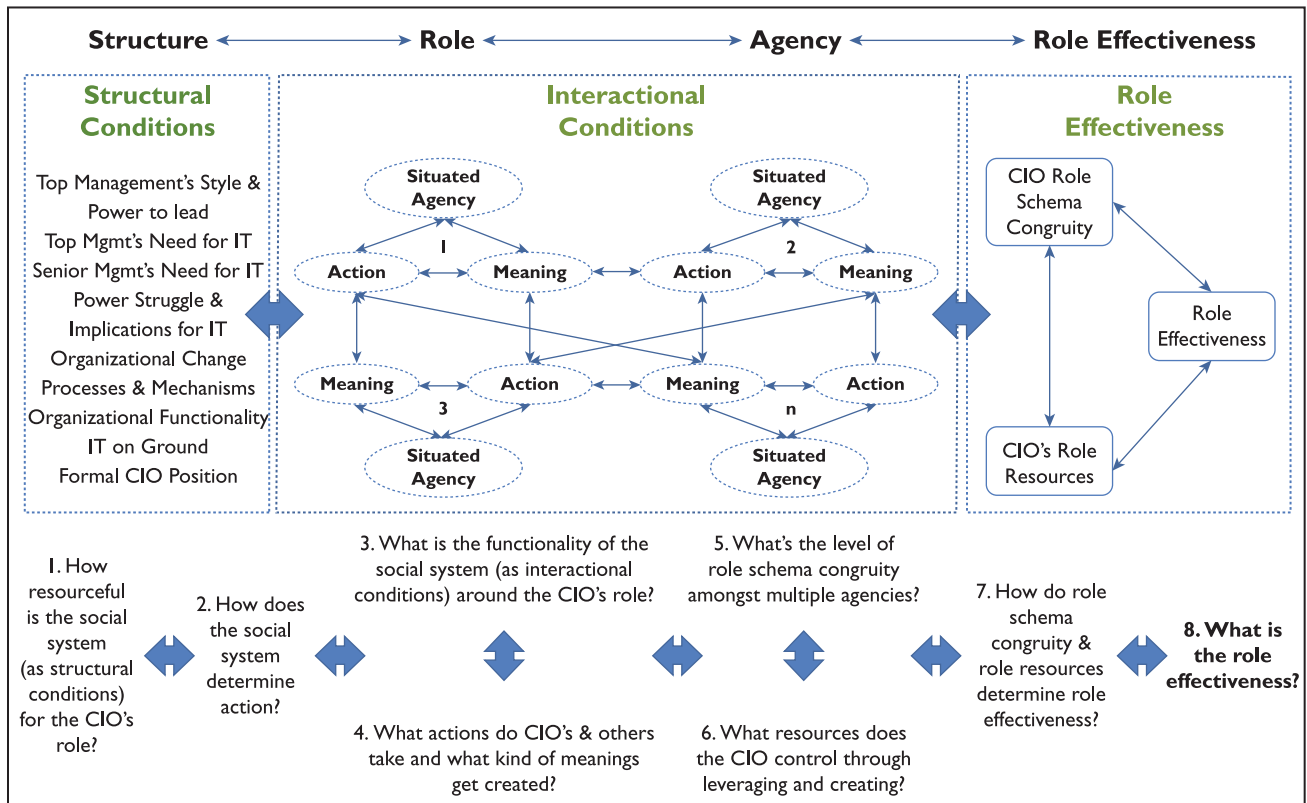 Structure
Role
Agency
Role Effectiveness
Structural
Conditions
Top Management's Style &
Power to lead
Top Mgmt's Need for IT
Senior Mgmt's Need for IT
Power Struggle &
Implications for IT
Organizational Change
Processes & Mechanisms
Organizational Functionality
IT on Ground
Formal CIO Position
Interactional
Conditions
Situated
Agency
1
Action
Meaning
Situated
Agency
2
Action
Meaning
Meaning
Action
3
Situated
Agency
Meaning
Action
n
Situated
Agency
Role
Effectiveness
CIO Role
Schema
Congruity
Role
Effectiveness
CIO's Role
Resources
1. How
resourceful
is the social
system
(as structural
conditions)
for the CIO's
role?
2. How does
the social
system
determine
action?
3. What is the functionality of the
social system (as interactional
conditions) around the CIO's role?
4. What actions do CIO's & others
take and what kind of meanings
get created?
5. What's the level of
role schema congruity
amongst multiple agencies?
6. What resources does
the CIO control through
leveraging and creating?
7. How do role
schema
congruity &
role resources
determine role
effectiveness?
8. What is
the role
effectiveness?